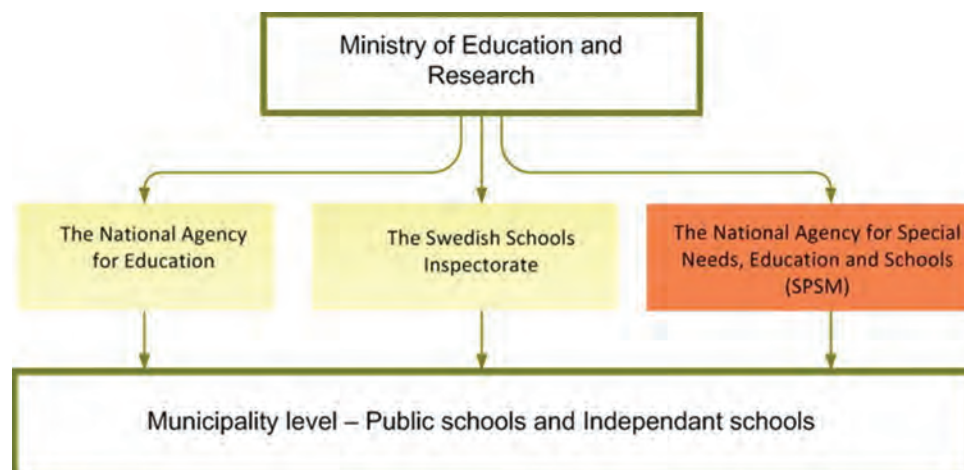 Ministry of Education and
Research
The National Agency
for Education
The Swedish Schools
Inspectorate
The National Agency for Special
Needs, Education and Schools
(SPSM)
Municipality level – Public schools and Independant schools